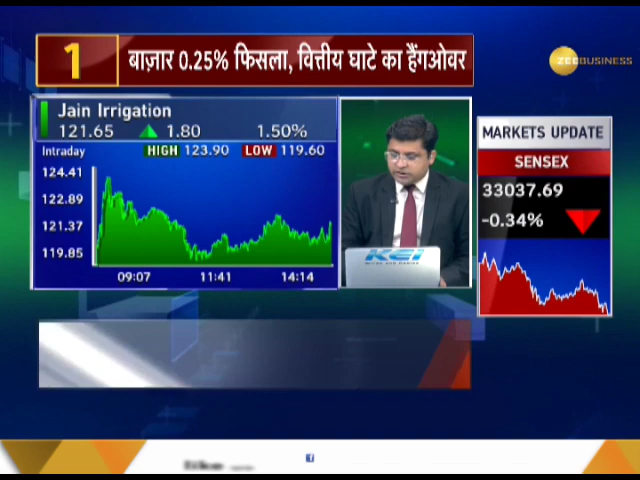 1
बाज़ार 0.25% फिसला, वित्तीय घाटे का हैंगओवर
ZEEBUSINESS
Jain Irrigation
121.65 1.80 1.50%
Intraday HIGH 123.90 LOW 119.60
124.41
122.89
121.37
119.85
09:07 11:41 14:14
KEI
MARKETS UPDATE
SENSEX
33037.69
-0.34%
f